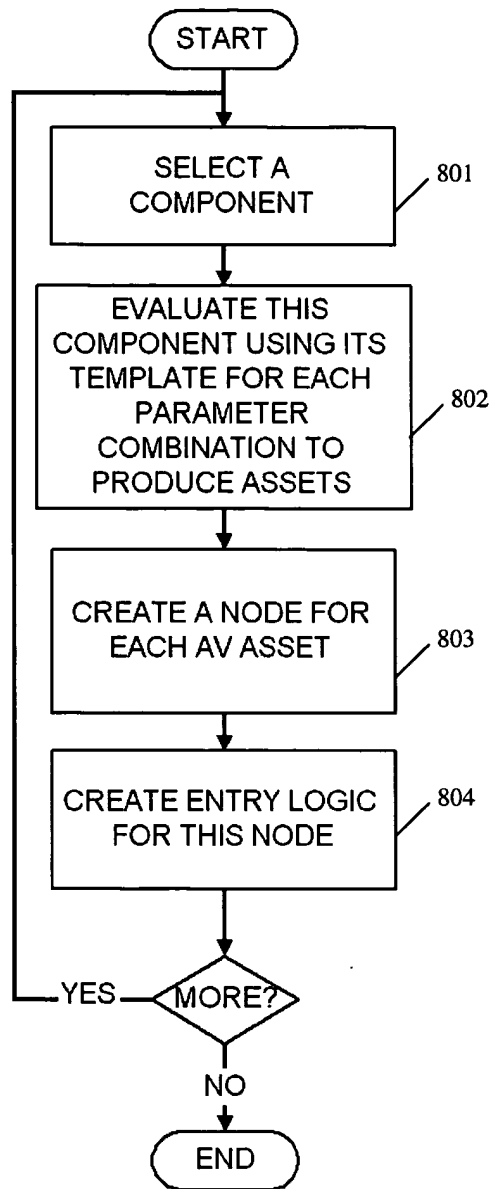 START
SELECT A
COMPONENT
801
EVALUATE THIS
COMPONENT USING ITS
TEMPLATE FOR EACH
PARAMETER
COMBINATION TO
PRODUCE ASSETS
802
CREATE A NODE FOR
EACH AV ASSET
803
CREATE ENTRY LOGIC
FOR THIS NODE
804
YES
MORE?
NO
END